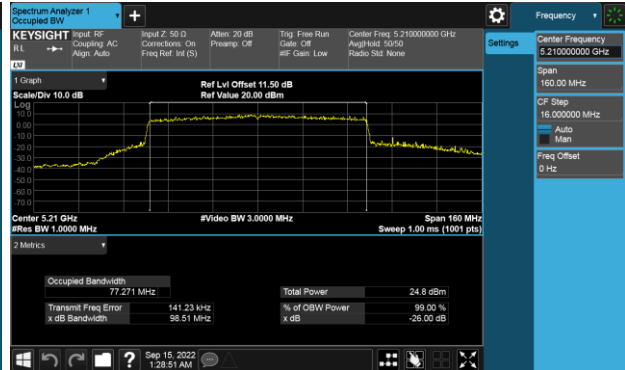 Spectrum Analyzer 1
Occupied BW
+
KEYSIGHT
RL
Input: RF
Coupling: AC
Align: Auto
Input Z: 50 Ω
Corrections: On
Freq Ref: Int (S)
Atten: 20 dB
Preamp: Off
Trig: Free Run
Gate: Off
#IF Gain: Low
Center Freq: 5.210000000 GHz
Avg|Hold: 50/50
Radio Std: None
1 Graph
Scale/Div 10.0 dB
Ref Lvl Offset 11.50 dB
Ref Value 20.00 dBm
Log
10.0
0.00
-10.0
-20.0
-30.0
-40.0
-50.0
-60.0
-70.0
Center 5.21 GHz
#Res BW 1.0000 MHz
#Video BW 3.0000 MHz
Span 160 MHz
Sweep 1.00 ms (1001 pts)
2 Metrics
Occupied Bandwidth
77.271 MHz
Transmit Freq Error 141.23 kHz
x dB Bandwidth 98.51 MHz
Total Power 24.8 dBm
% of OBW Power 99.00 %
x dB -26.00 dB
?
Sep 15, 2022
1:28:51 AM
Settings
Frequency
Center Frequency
5.210000000 GHz
Span
160.00 MHz
CF Step
16.000000 MHz
Auto
Man
Freq Offset
0 Hz